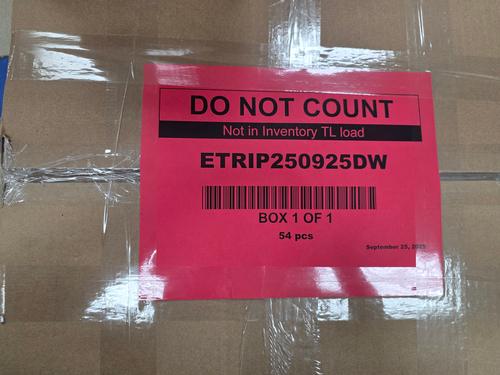 DO NOT COUNT
Not in Inventory TL load
ETRIP250925DW
BOX 1 OF 1
54 pcs
September 25, 2025